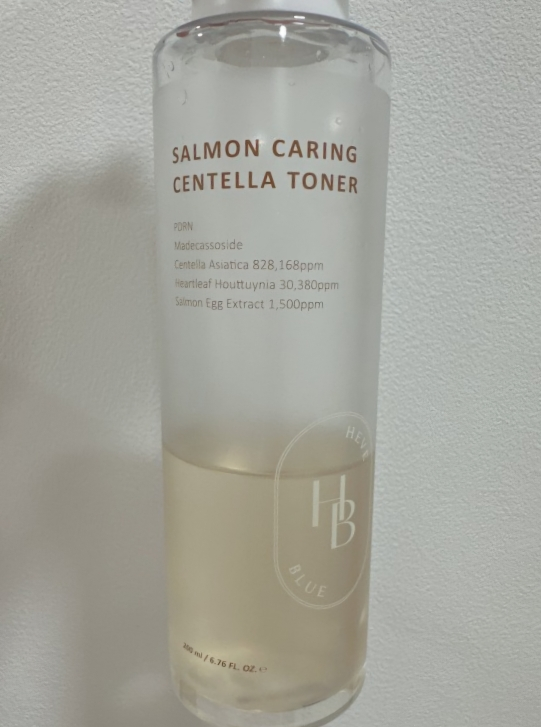 SALMON CARING
CENTELLA TONER
PDRN
Madecassoside
Centella Asiatica 828,168ppm
Heartleaf Houttuynia 30,380ppm
Salmon Egg Extract 1,500ppm
HEVE
HB
BLUE
200 ml / 6.76 FL. OZ. ℮